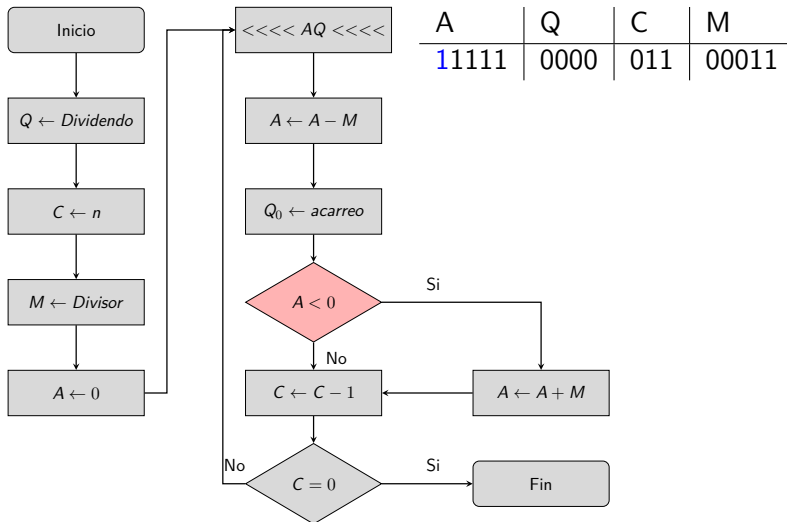 Inicio
Q ← Dividendo
C ← n
M ← Divisor
A ← 0
<<<< AQ <<<<
A ← A − M
Q₀ ← acarreo
A < 0
Si
No
C ← C − 1
A ← A + M
C = 0
No
Si
Fin
A Q C M
11111 0000 011 00011